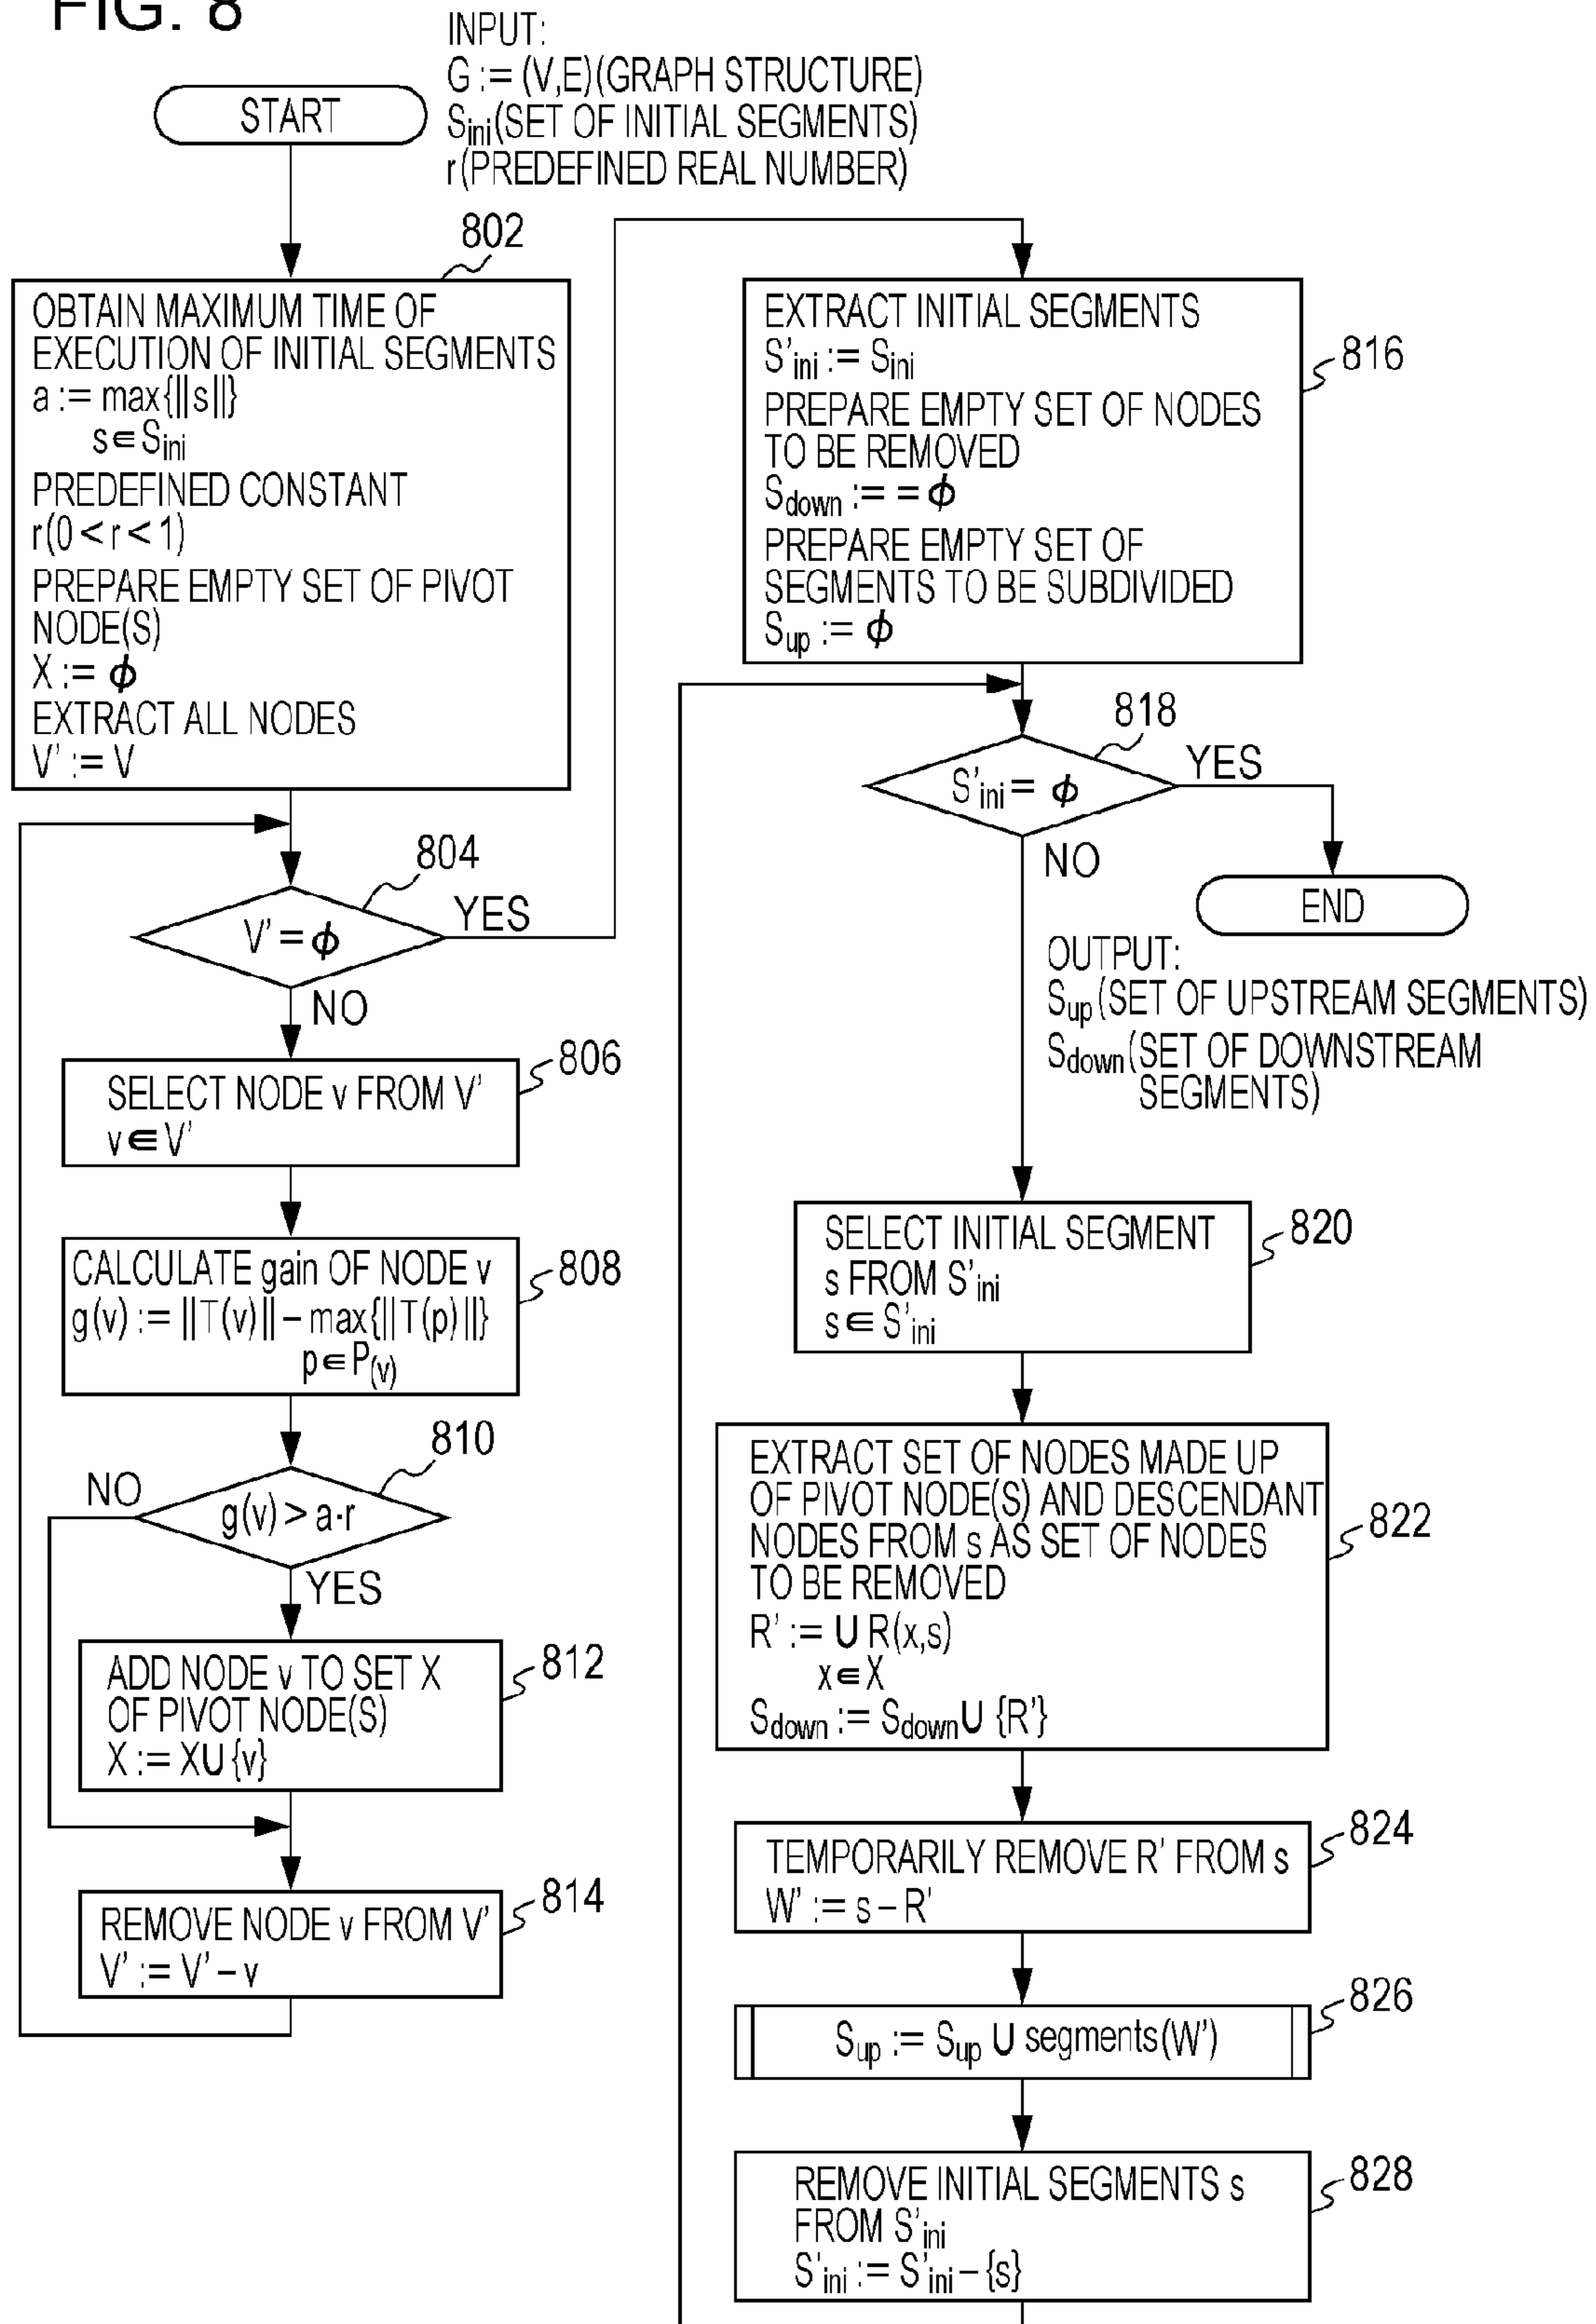 FIG. 8
INPUT:
G := (V,E)(GRAPH STRUCTURE)
Sini(SET OF INITIAL SEGMENTS)
r(PREDEFINED REAL NUMBER)
START
802
OBTAIN MAXIMUM TIME OF
EXECUTION OF INITIAL SEGMENTS
a := max{||s||}
s∈Sini
PREDEFINED CONSTANT
r(0<r<1)
PREPARE EMPTY SET OF PIVOT
NODE(S)
X := ϕ
EXTRACT ALL NODES
V' := V
804
V' = ϕ
YES
NO
806
SELECT NODE v FROM V'
v∈V'
808
CALCULATE gain OF NODE v
g(v) := ||T(v)|| – max{||T(p)||}
p∈P(v)
810
NO
g(v) > a·r
YES
812
ADD NODE v TO SET X
OF PIVOT NODE(S)
X := X∪{v}
814
REMOVE NODE v FROM V'
V' := V' – v
816
EXTRACT INITIAL SEGMENTS
S'ini := Sini
PREPARE EMPTY SET OF NODES
TO BE REMOVED
Sdown := = ϕ
PREPARE EMPTY SET OF
SEGMENTS TO BE SUBDIVIDED
Sup := ϕ
818
S'ini = ϕ
YES
NO
END
OUTPUT:
Sup(SET OF UPSTREAM SEGMENTS)
Sdown(SET OF DOWNSTREAM
SEGMENTS)
820
SELECT INITIAL SEGMENT
s FROM S'ini
s∈S'ini
822
EXTRACT SET OF NODES MADE UP
OF PIVOT NODE(S) AND DESCENDANT
NODES FROM s AS SET OF NODES
TO BE REMOVED
R' := ∪ R(x,s)
x∈X
Sdown := Sdown∪ {R'}
824
TEMPORARILY REMOVE R' FROM s
W' := s – R'
826
Sup := Sup ∪ segments(W')
828
REMOVE INITIAL SEGMENTS s
FROM S'ini
S'ini := S'ini – {s}